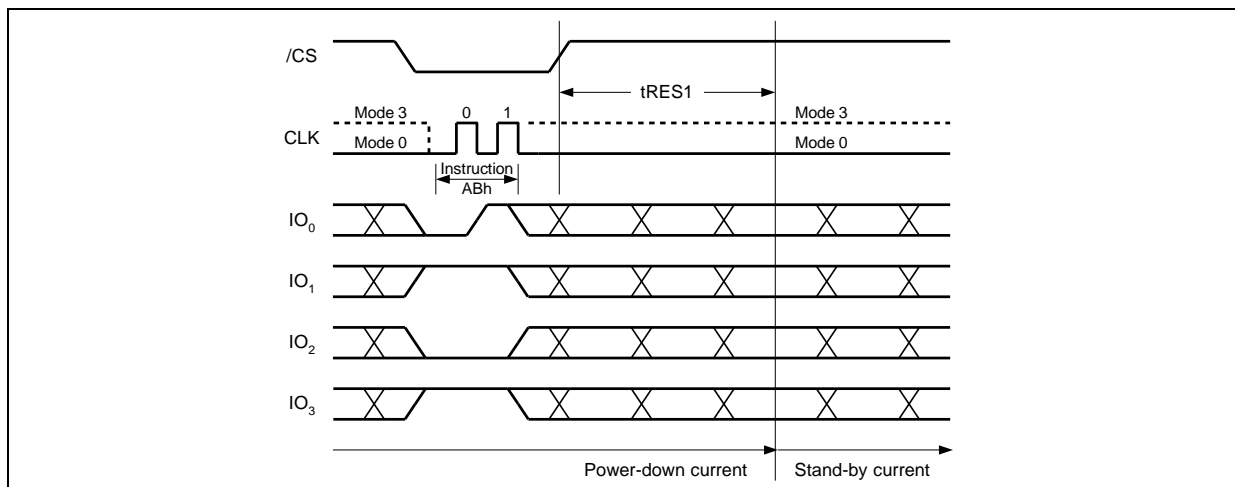 /CS
tRES1
Mode 3 0 1 Mode 3
CLK
Mode 0 Mode 0
Instruction
ABh
IO0
IO1
IO2
IO3
Power-down current Stand-by current